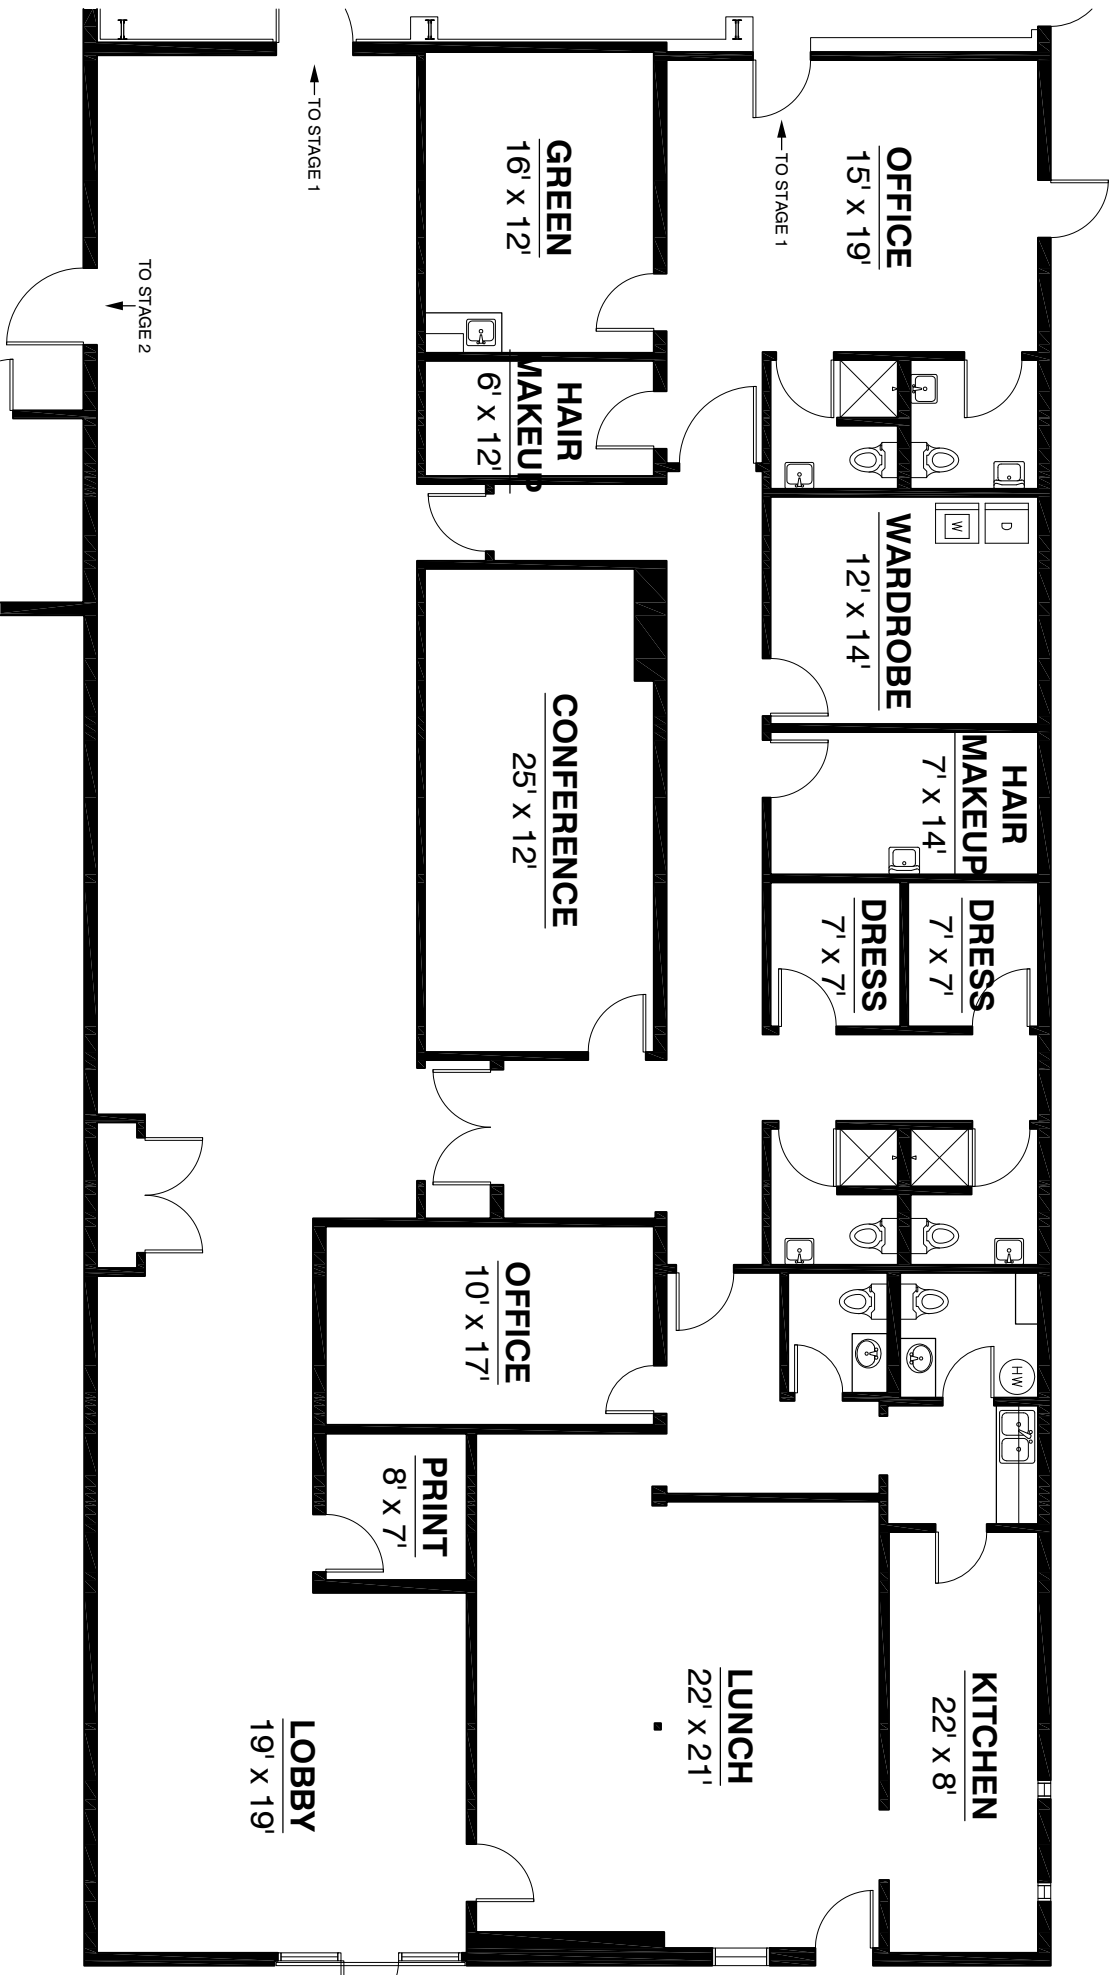 TO STAGE 1
TO STAGE 2
GREEN
16' x 12'
TO STAGE 1
OFFICE
15' x 19'
HAIR
MAKEUP
6' x 12'
WARDROBE
12' x 14'
W
D
CONFERENCE
25' x 12'
HAIR
MAKEUP
7' x 14'
DRESS
7' x 7'
DRESS
7' x 7'
OFFICE
10' x 17'
HW
PRINT
8' x 7'
LOBBY
19' x 19'
LUNCH
22' x 21'
KITCHEN
22' x 8'